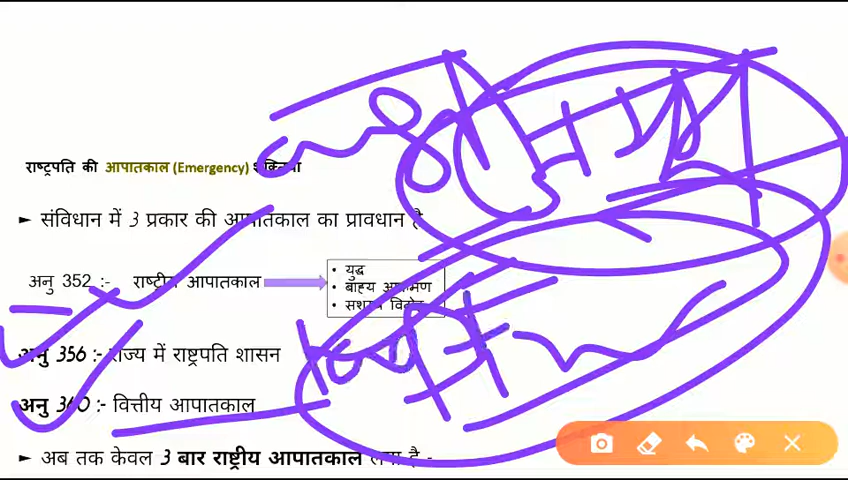 राष्ट्रपति की आपातकाल (Emergency) शक्तियां
► संविधान में 3 प्रकार की आपातकाल का प्रावधान है
अनु 352 :- राष्ट्रीय आपातकाल
• युद्ध
• बाह्य आक्रमण
• सशस्त्र विद्रोह
अनु 356 :- राज्य में राष्ट्रपति शासन
अनु 360 :- वित्तीय आपातकाल
► अब तक केवल 3 बार राष्ट्रीय आपातकाल लगा है -